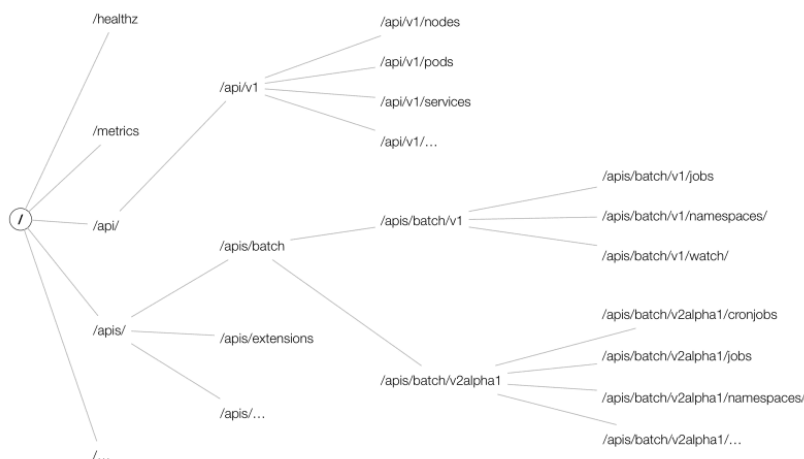 /
/healthz
/metrics
/api/
/apis/
/...
/api/v1
/apis/batch
/apis/extensions
/apis/...
/api/v1/nodes
/api/v1/pods
/api/v1/services
/api/v1/...
/apis/batch/v1
/apis/batch/v2alpha1
/apis/batch/v1/jobs
/apis/batch/v1/namespaces/
/apis/batch/v1/watch/
/apis/batch/v2alpha1/cronjobs
/apis/batch/v2alpha1/jobs
/apis/batch/v2alpha1/namespaces/
/apis/batch/v2alpha1/...